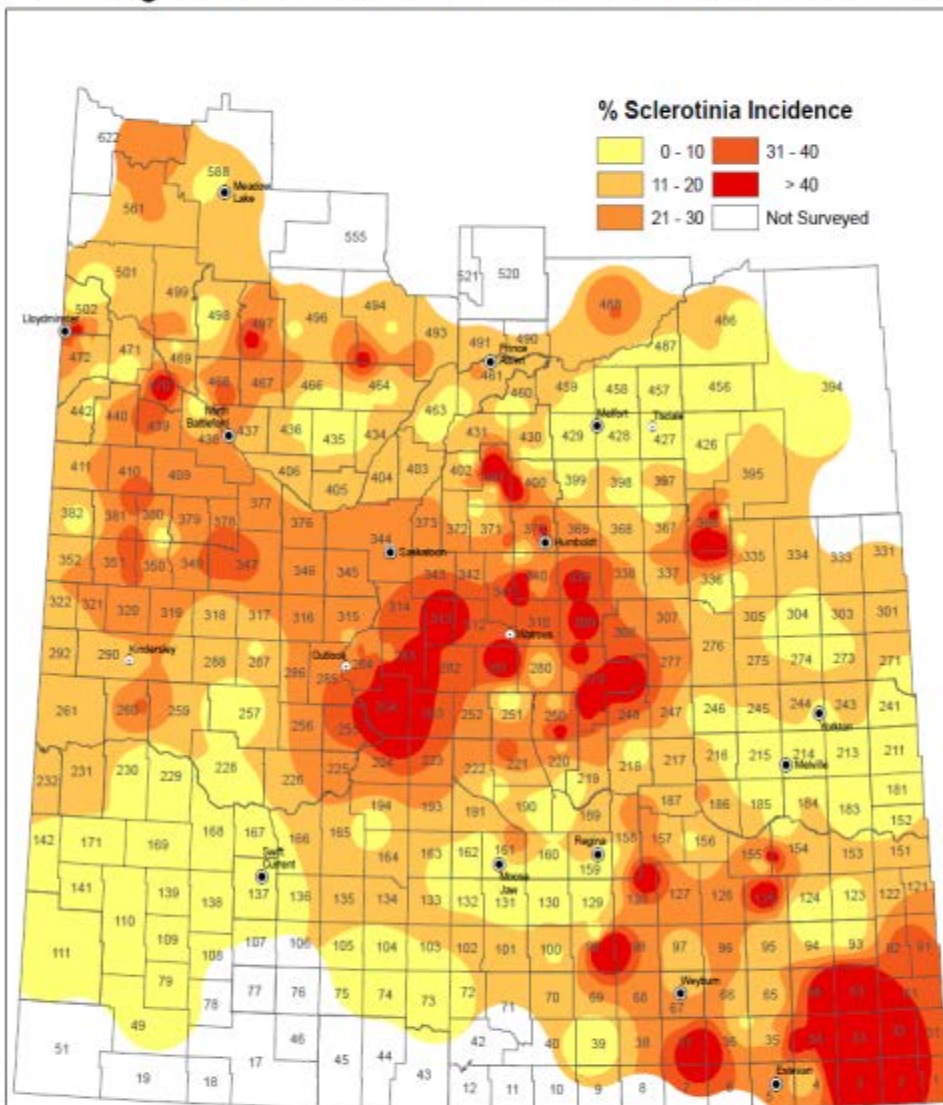 % Sclerotinia Incidence
0 - 10 31 - 40
11 - 20 > 40
21 - 30 Not Surveyed
622
588
Meadow Lake
561
555
501
521 520
499
494
502 498 497 496 493
488 486
Lloydminster
491 490
487
472 471 469
Prince Albert
461
466 467 466 464
463 460 459 458 457 456
394
442 440 439
North Battleford
438 437 436 435 434
431 430 429 428 427 426
Melfort Tisdale
411 410 409 406 405 404 403 402 400 399 398 397 395
377
382 381 380 379 378 376 373 372 371 370 369 368 367
344
Saskatoon Humboldt
352 351 350 349 347 346 345 343 342 340 338 337 336 335 334 333 331
322 321 320 319 318 317 316 315 314 312 310 307 305 304 303 301
Watrous
292 290 288 287 286 285 284 282 280 277 276 275 274 273 271
Kindersley Outlook
261 260 259 257 256 255 252 251 250 248 247 246 245 244 243 241
Yorkton
232 231 230 229 228 226 225 223 222 221 220 219 218 217 216 215 214 213 211
Melville
194 193 191 190 189 187 186 185 184 183 181
142 171 169 168 167 166 165 164 163 162 161 160 159 158 157 156 155 154 153 152 151
Swift Current Moose Jaw Regina
141 139 138 137 136 135 134 133 132 131 130 129 127 126 124 123 122 121
111 110 109 108 107 106 105 104 103 102 101 100 98 97 96 95 94 93 92 91
79 78 77 76 75 74 73 72 71 70 69 68 67 66 65
Weyburn
51 49 46 45 44 43 42 40 39 38 36 35
Estevan
19 18 17 12 11 10 9 8 7 6 5 4